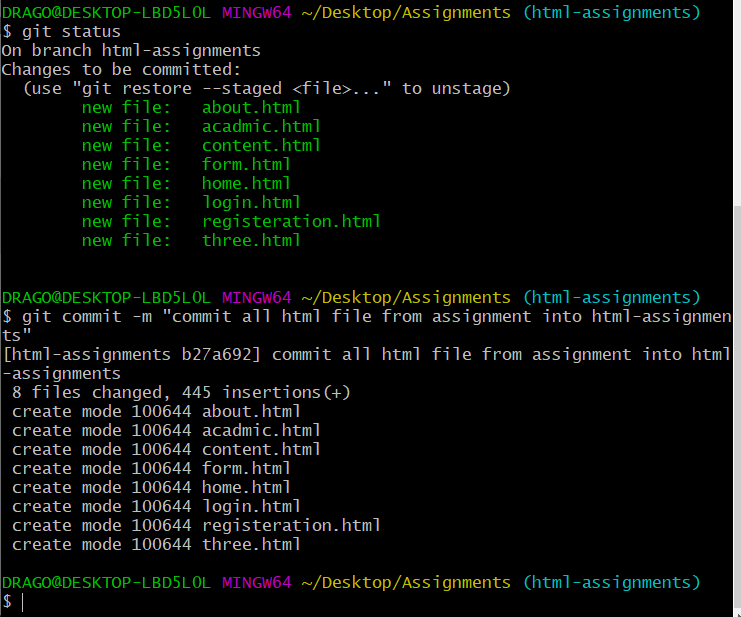 DRAGO@DESKTOP-LBD5LOL MINGW64 ~/Desktop/Assignments (html-assignments)
$ git status
On branch html-assignments
Changes to be committed:
  (use "git restore --staged <file>..." to unstage)
        new file:   about.html
        new file:   acadmic.html
        new file:   content.html
        new file:   form.html
        new file:   home.html
        new file:   login.html
        new file:   registeration.html
        new file:   three.html
DRAGO@DESKTOP-LBD5LOL MINGW64 ~/Desktop/Assignments (html-assignments)
$ git commit -m "commit all html file from assignment into html-assignmen
ts"
[html-assignments b27a692] commit all html file from assignment into html
-assignments
 8 files changed, 445 insertions(+)
 create mode 100644 about.html
 create mode 100644 acadmic.html
 create mode 100644 content.html
 create mode 100644 form.html
 create mode 100644 home.html
 create mode 100644 login.html
 create mode 100644 registeration.html
 create mode 100644 three.html
DRAGO@DESKTOP-LBD5LOL MINGW64 ~/Desktop/Assignments (html-assignments)
$